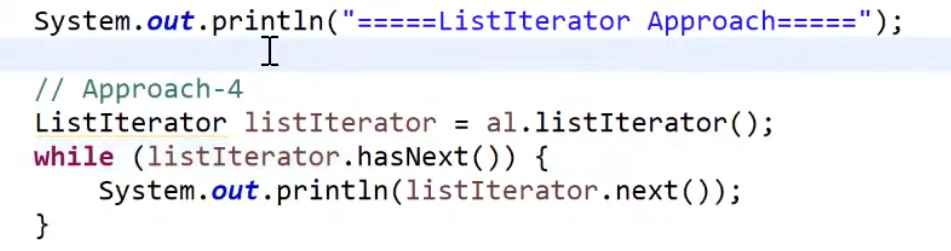 System.out.println("=====ListIterator Approach=====");
// Approach-4
ListIterator listIterator = al.listIterator();
while (listIterator.hasNext()) {
System.out.println(listIterator.next());
}